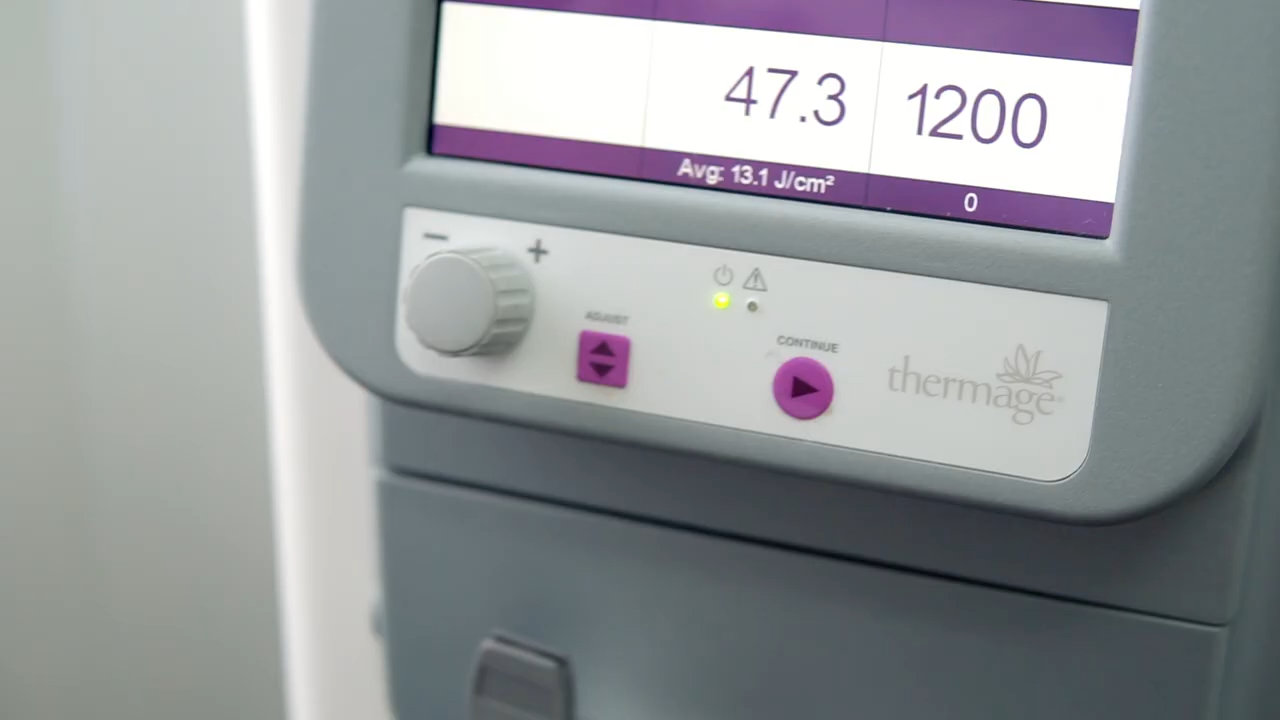 47.3 1200
Avg: 13.1 J/cm² 0
− +
ADJUST
CONTINUE
thermage®